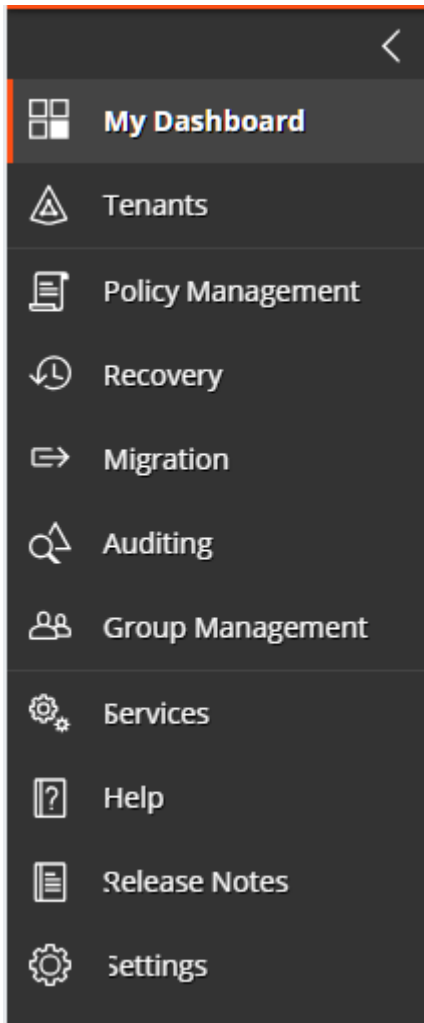 My Dashboard
Tenants
Policy Management
Recovery
Migration
Auditing
Group Management
Services
Help
Release Notes
Settings